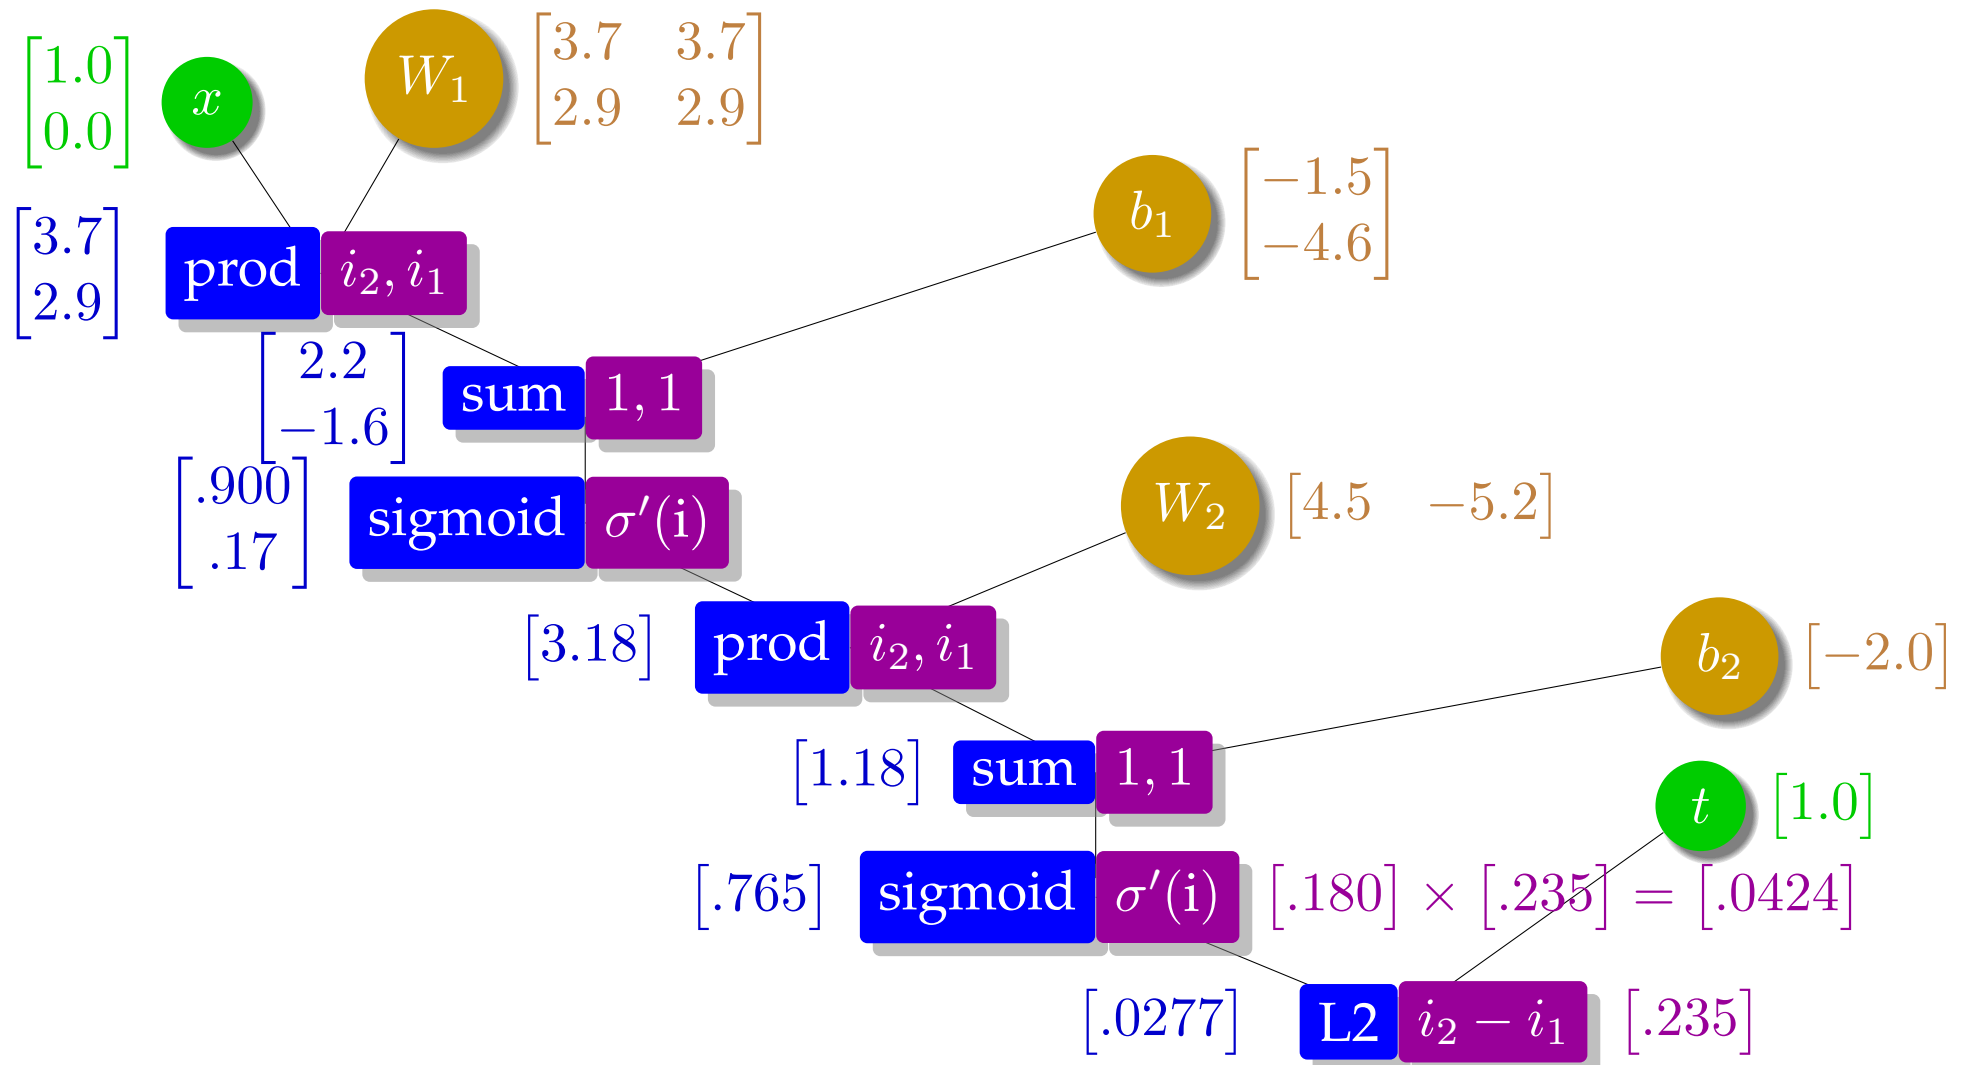 [1.0
0.0] x W₁ [3.7 3.7
2.9 2.9]
b₁ [−1.5
−4.6]
[3.7
2.9] prod i₂, i₁
[2.2
−1.6] sum 1, 1
[.900
.17] sigmoid σ′(i)
W₂ [4.5 −5.2]
[3.18] prod i₂, i₁
b₂ [−2.0]
[1.18] sum 1, 1
t [1.0]
[.765] sigmoid σ′(i) [.180] × [.235] = [.0424]
[.0277] L2 i₂ − i₁ [.235]